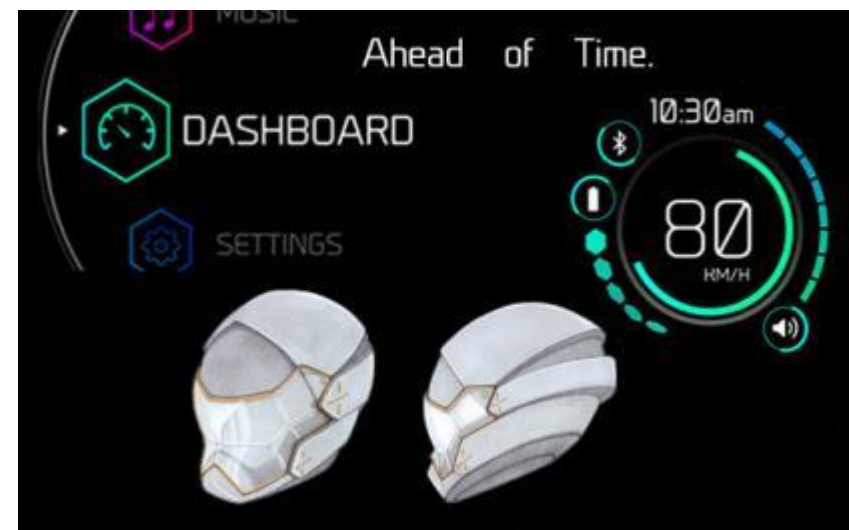 MUSIC
Ahead of Time.
DASHBOARD
10:30am
80
KM/H
SETTINGS